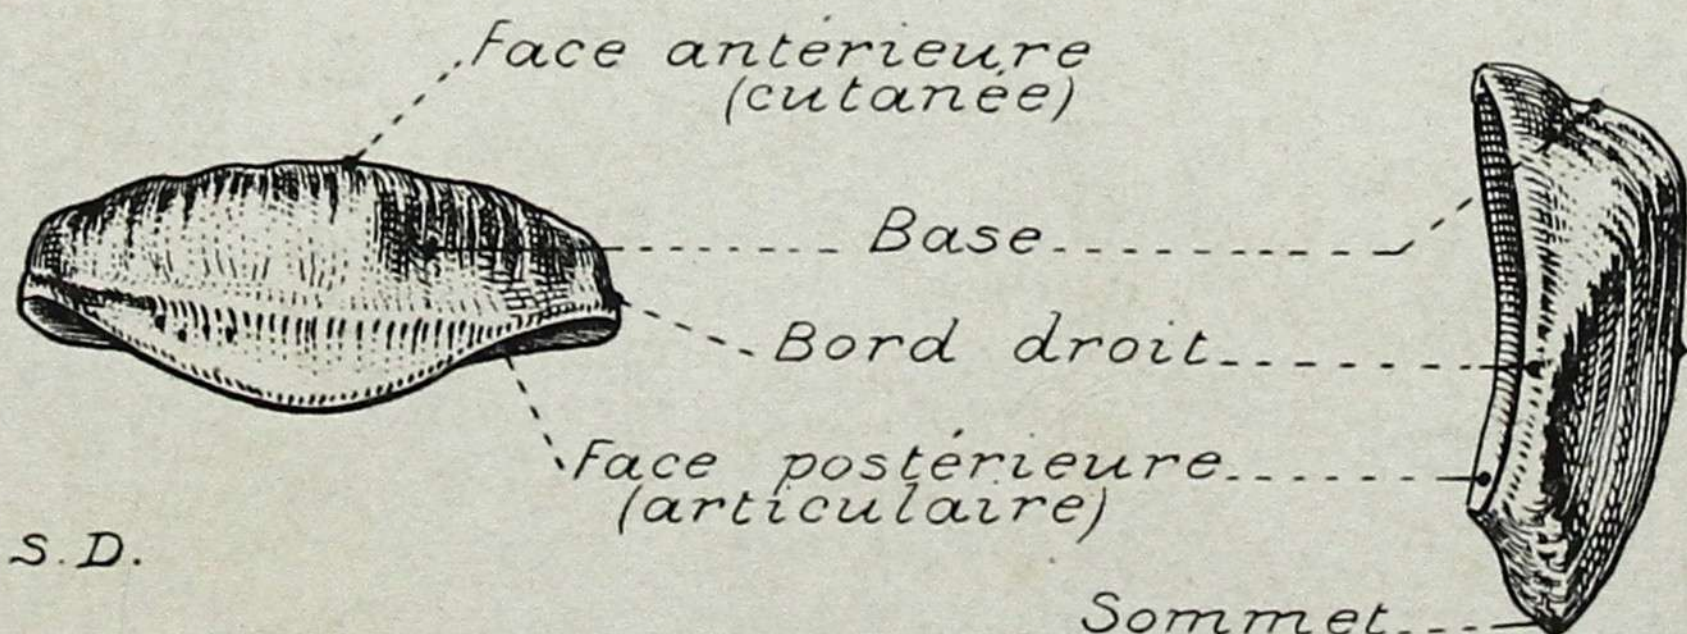 Face antérieure
(cutanée)
Base
Bord droit
Face postérieure
(articulaire)
S.D.
Sommet